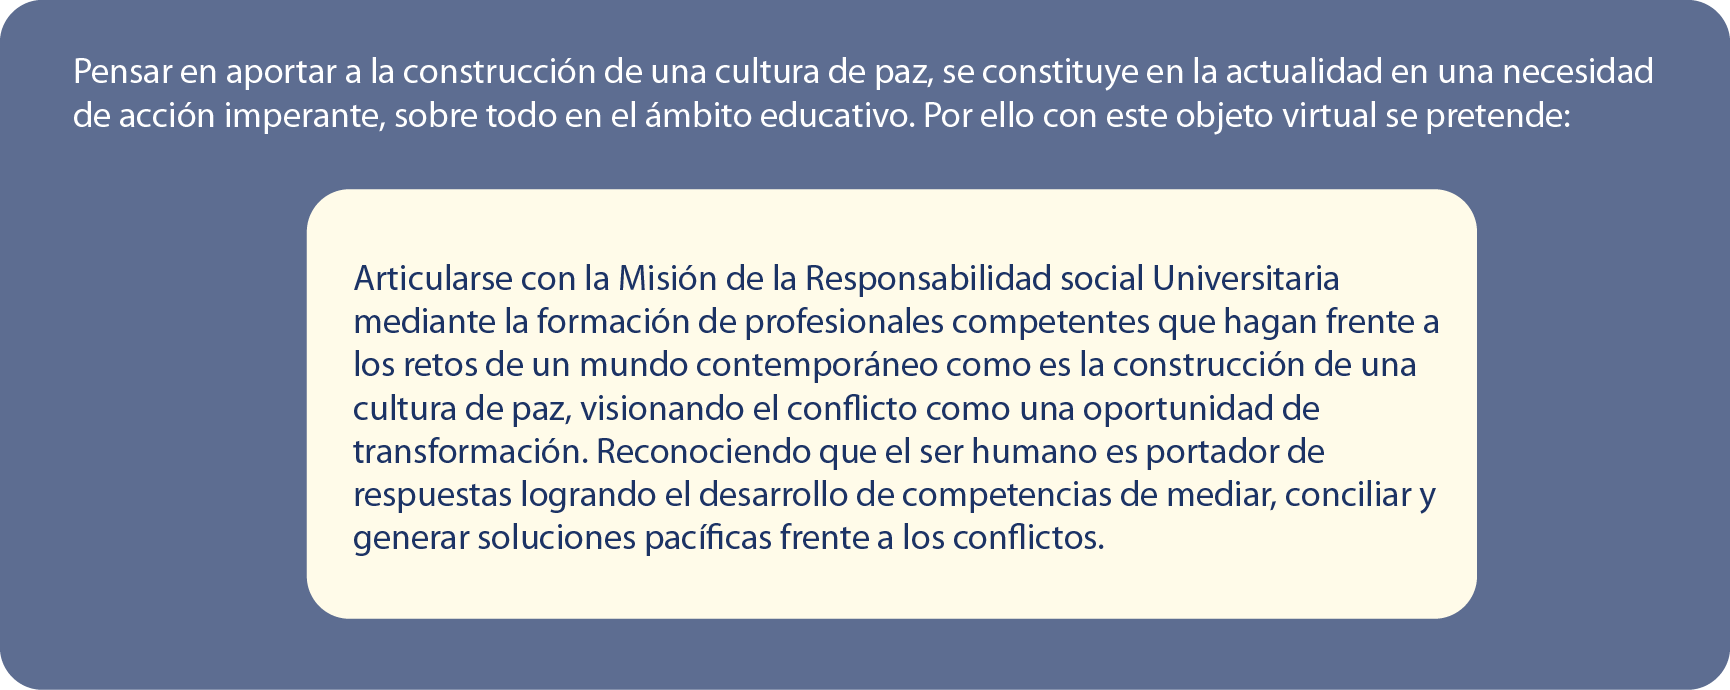 Pensar en aportar a la construcción de una cultura de paz, se constituye en la actualidad en una necesidad
de acción imperante, sobre todo en el ámbito educativo. Por ello con este objeto virtual se pretende:
Articularse con la Misión de la Responsabilidad social Universitaria
mediante la formación de profesionales competentes que hagan frente a
los retos de un mundo contemporáneo como es la construcción de una
cultura de paz, visionando el conflicto como una oportunidad de
transformación. Reconociendo que el ser humano es portador de
respuestas logrando el desarrollo de competencias de mediar, conciliar y
generar soluciones pacíficas frente a los conflictos.